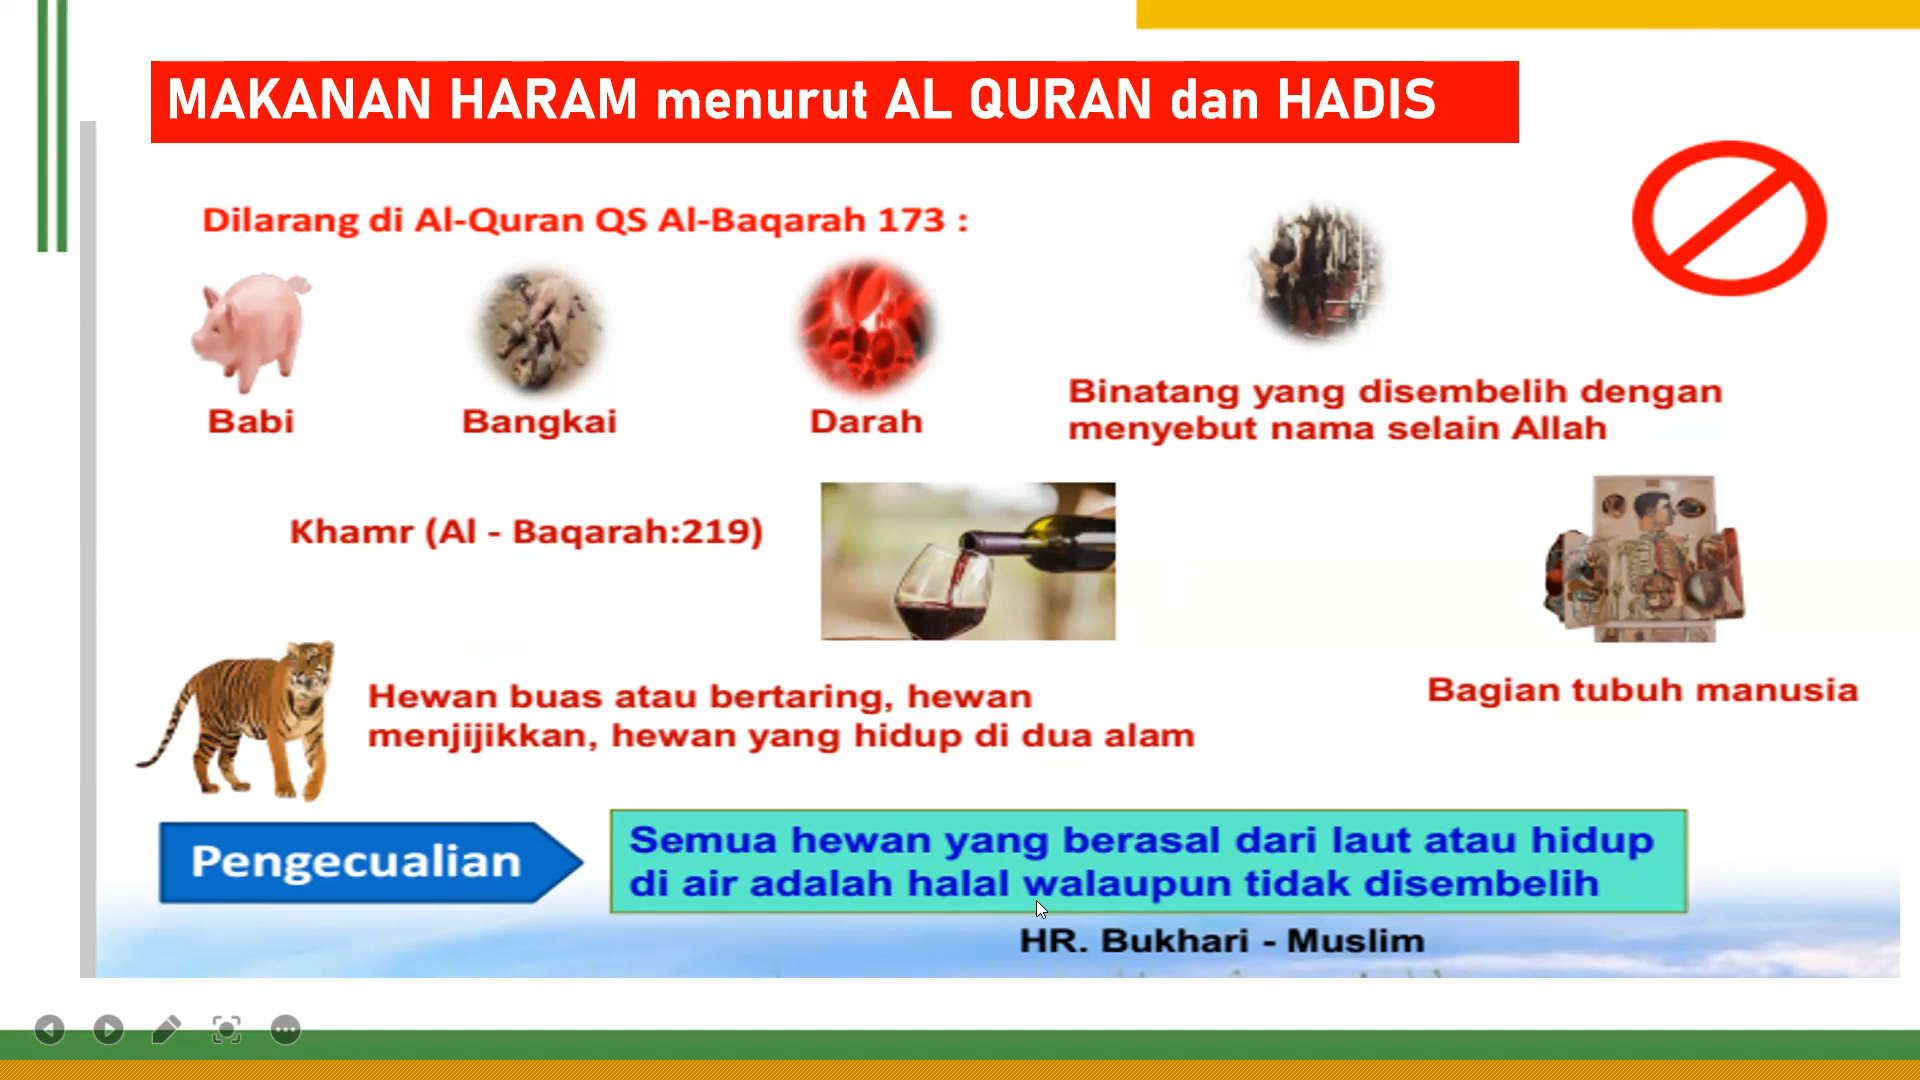 MAKANAN HARAM menurut AL QURAN dan HADIS
Dilarang di Al-Quran QS Al-Baqarah 173 :
Babi
Bangkai
Darah
Binatang yang disembelih dengan
menyebut nama selain Allah
Khamr (Al - Baqarah:219)
Hewan buas atau bertaring, hewan
menjijikkan, hewan yang hidup di dua alam
Bagian tubuh manusia
Pengecualian
Semua hewan yang berasal dari laut atau hidup
di air adalah halal walaupun tidak disembelih
HR. Bukhari - Muslim